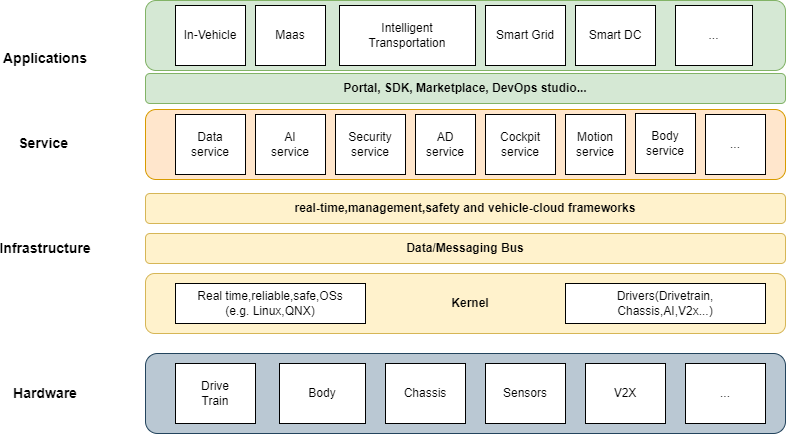 In-Vehicle
Maas
Intelligent
Transportation
Smart Grid
Smart DC
...
Applications
Portal, SDK, Marketplace, DevOps studio...
Service
Data
service
AI
service
Security
service
AD
service
Cockpit
service
Motion
service
Body
service
...
real-time,management,safety and vehicle-cloud frameworks
Infrastructure
Data/Messaging Bus
Real time,reliable,safe,OSs
(e.g. Linux,QNX)
Kernel
Drivers(Drivetrain,
Chassis,AI,V2x...)
Hardware
Drive
Train
Body
Chassis
Sensors
V2X
...